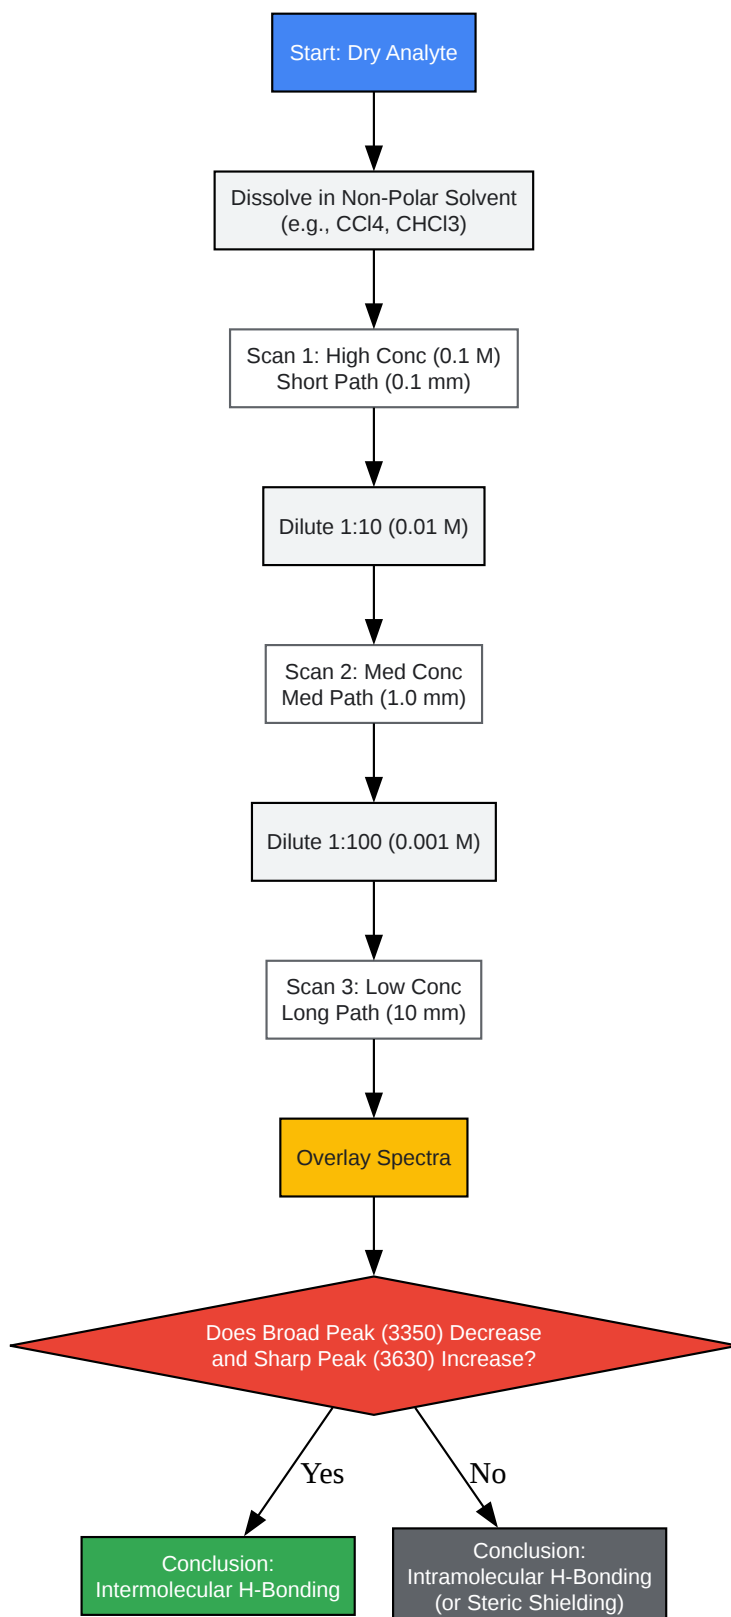 Start: Dry Analyte
Dissolve in Non-Polar Solvent
(e.g., CCl4, CHCl3)
Scan 1: High Conc (0.1 M)
Short Path (0.1 mm)
Dilute 1:10 (0.01 M)
Scan 2: Med Conc
Med Path (1.0 mm)
Dilute 1:100 (0.001 M)
Scan 3: Low Conc
Long Path (10 mm)
Overlay Spectra
Does Broad Peak (3350) Decrease
and Sharp Peak (3630) Increase?
Yes
No
Conclusion:
Intermolecular H-Bonding
Conclusion:
Intramolecular H-Bonding
(or Steric Shielding)